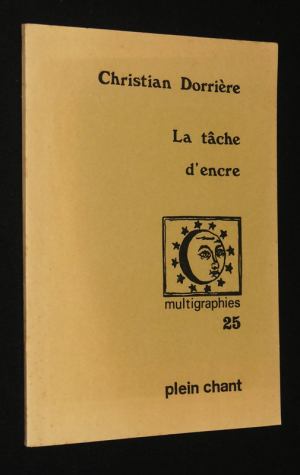 Christian Dorrière
La tâche
d'encre
multigraphies
25
plein chant